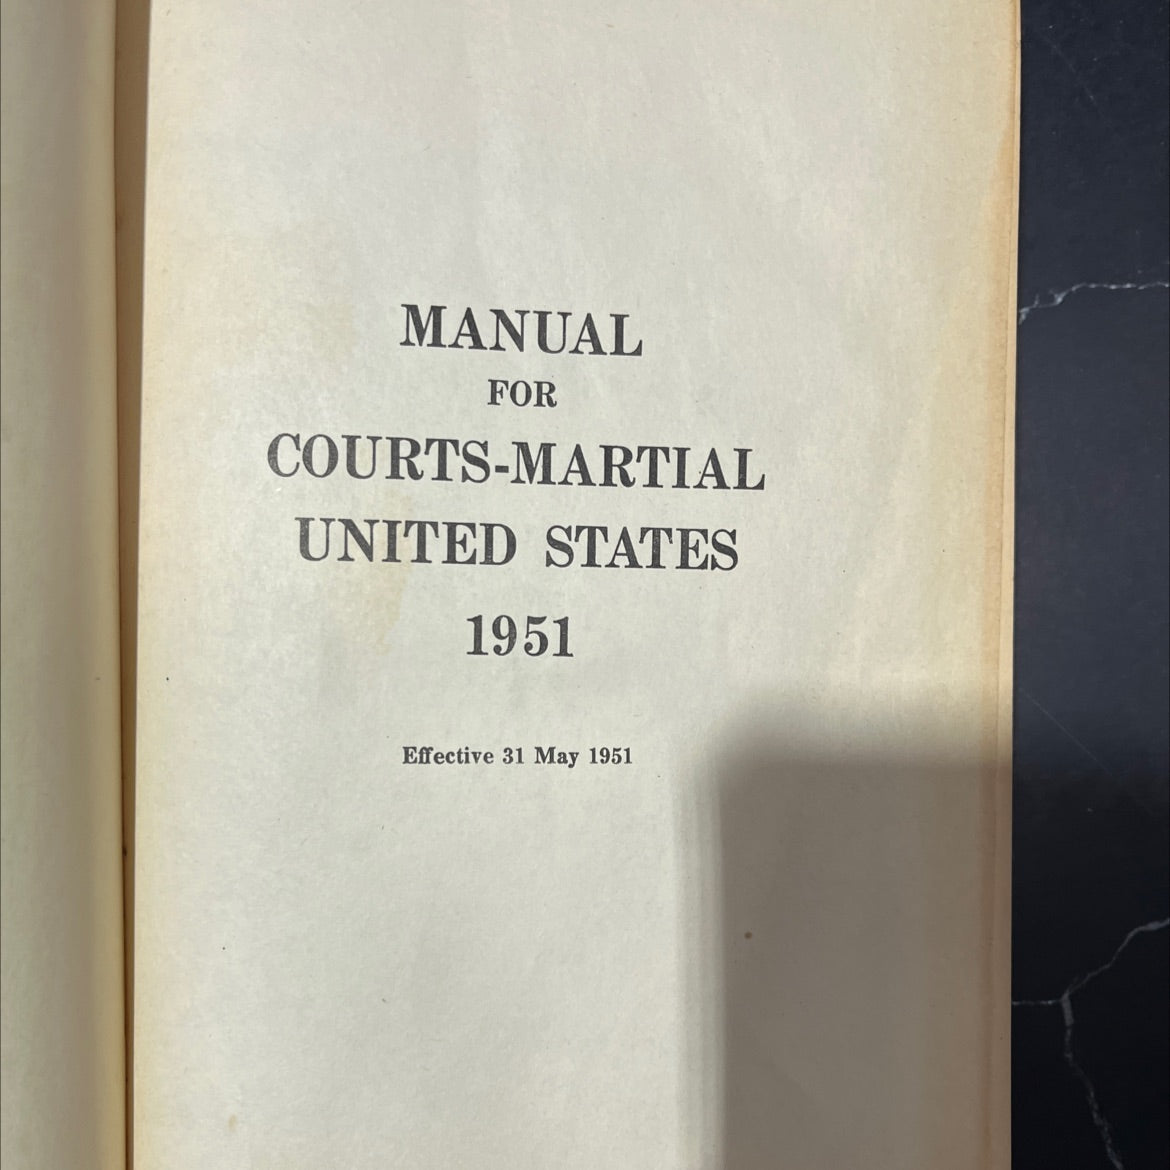 MANUAL
FOR
COURTS-MARTIAL
UNITED STATES
1951
Effective 31 May 1951